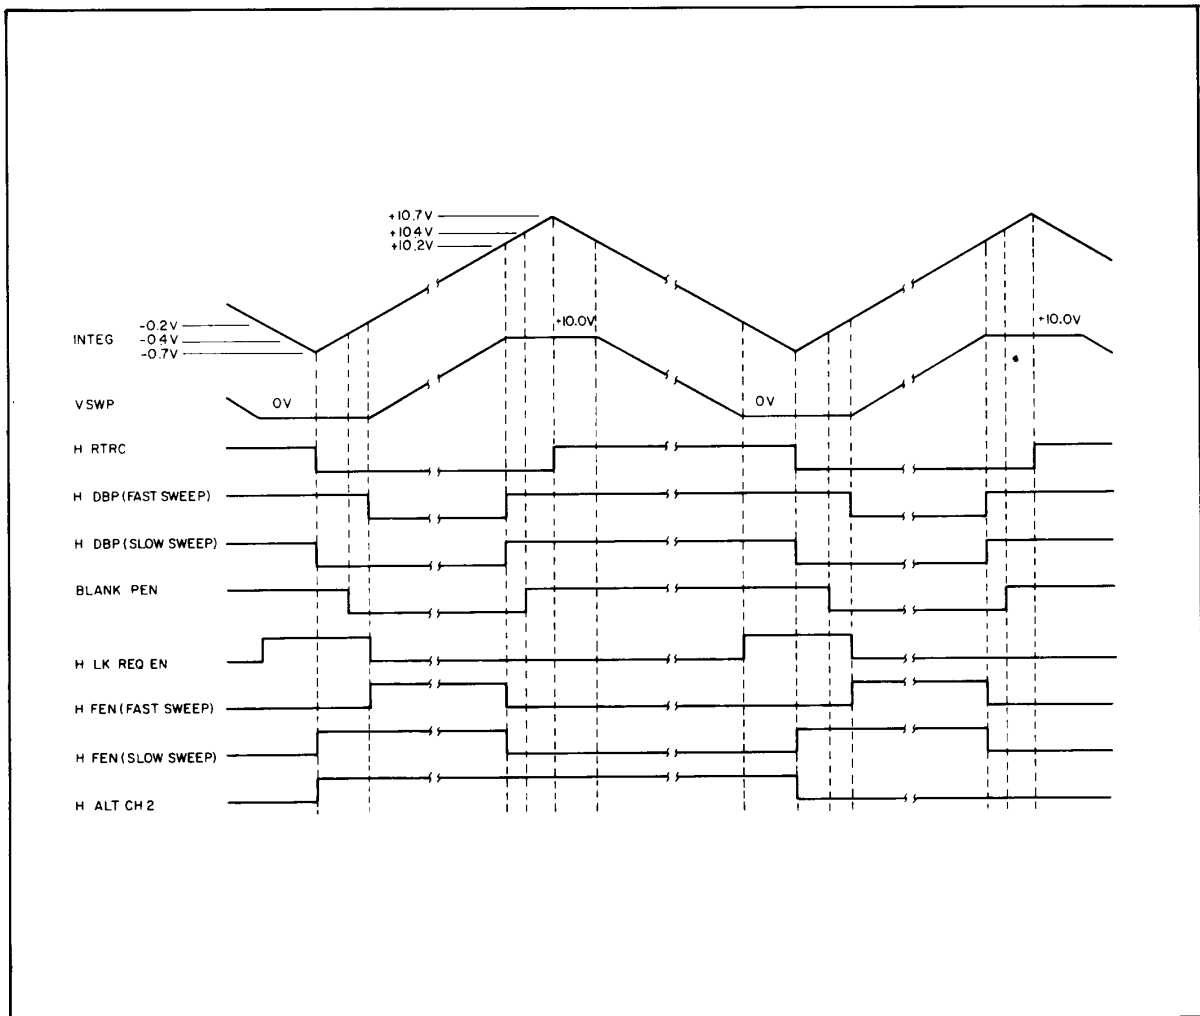 +10.7V
+10.4V
+10.2V
-0.2V
INTEG
-0.4V
-0.7V
+10.0V
+10.0V
VSWP
0V
0V
H RTRC
H DBP (FAST SWEEP)
H DBP (SLOW SWEEP)
BLANK PEN
H LK REQ EN
H FEN (FAST SWEEP)
H FEN (SLOW SWEEP)
H ALT CH 2